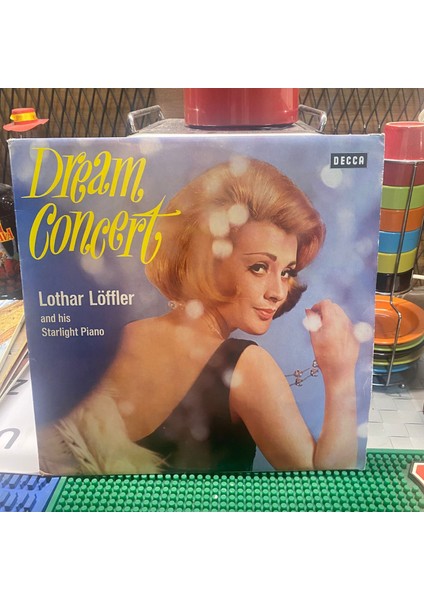 Dream
Concert
DECCA
Lothar Löffler
and his
Starlight Piano